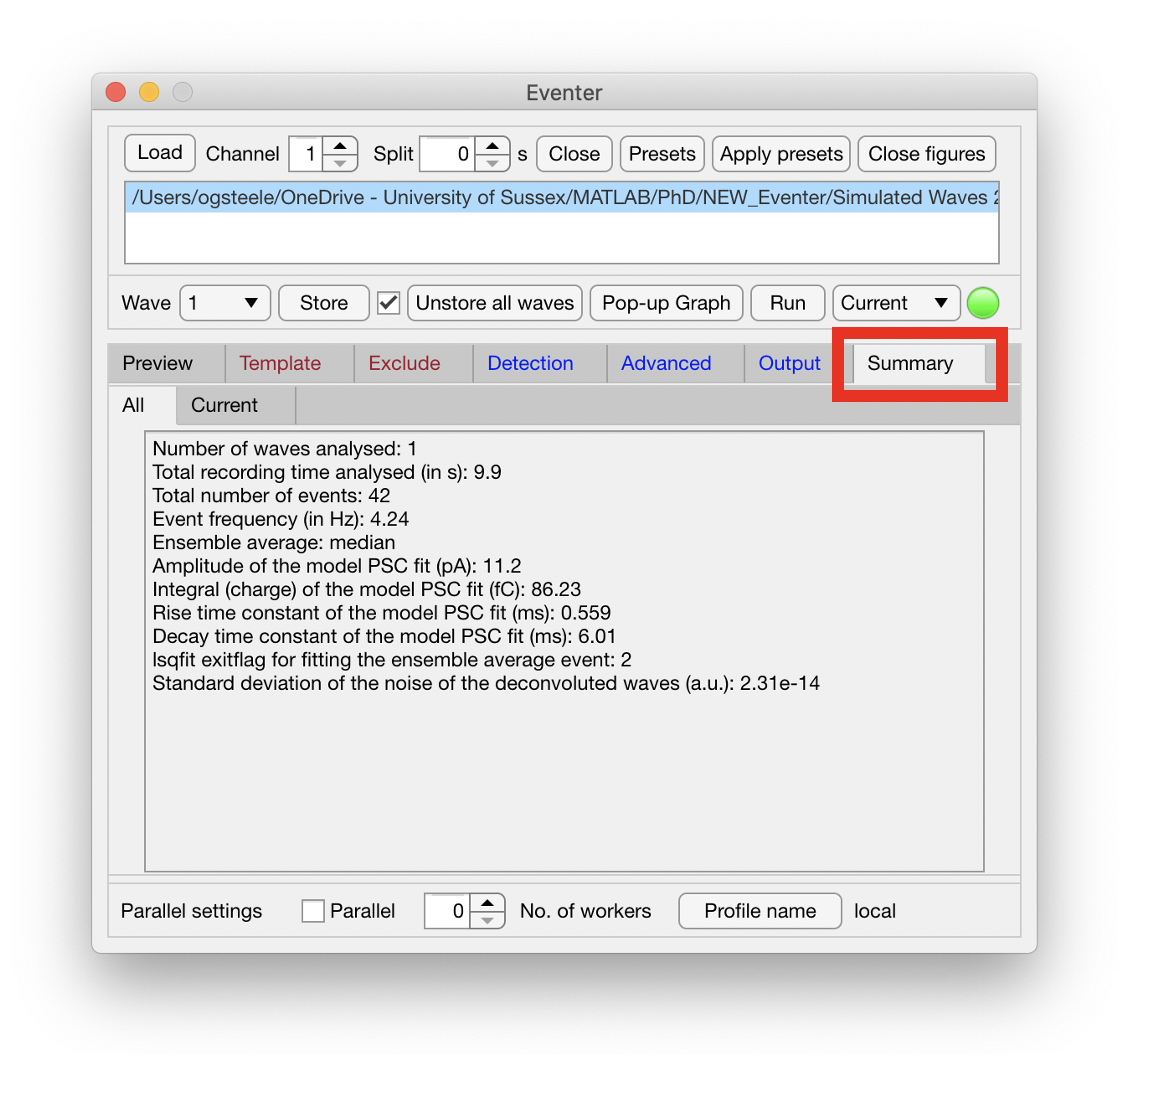 Eventer
Load Channel 1 Split 0 s Close Presets Apply presets Close figures
/Users/ogsteele/OneDrive - University of Sussex/MATLAB/PhD/NEW_Eventer/Simulated Waves
Wave 1 Store Unstore all waves Pop-up Graph Run Current
Preview Template Exclude Detection Advanced Output Summary
All Current
Number of waves analysed: 1
Total recording time analysed (in s): 9.9
Total number of events: 42
Event frequency (in Hz): 4.24
Ensemble average: median
Amplitude of the model PSC fit (pA): 11.2
Integral (charge) of the model PSC fit (fC): 86.23
Rise time constant of the model PSC fit (ms): 0.559
Decay time constant of the model PSC fit (ms): 6.01
lsqfit exitflag for fitting the ensemble average event: 2
Standard deviation of the noise of the deconvoluted waves (a.u.): 2.31e-14
Parallel settings Parallel 0 No. of workers Profile name local